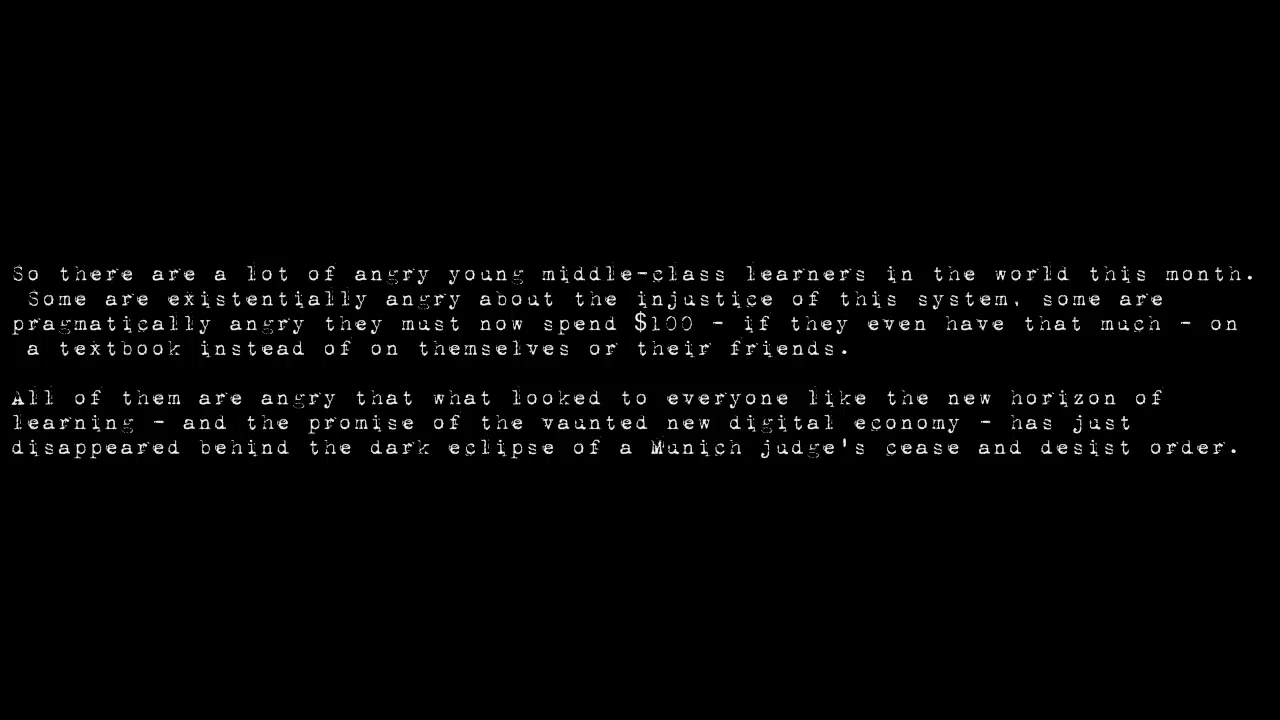 So there are a lot of angry young middle-class learners in the world this month.
Some are existentially angry about the injustice of this system, some are
pragmatically angry they must now spend $100 - if they even have that much - on
a textbook instead of on themselves or their friends.
All of them are angry that what looked to everyone like the new horizon of
learning - and the promise of the vaunted new digital economy - has just
disappeared behind the dark eclipse of a Munich judge's cease and desist order.